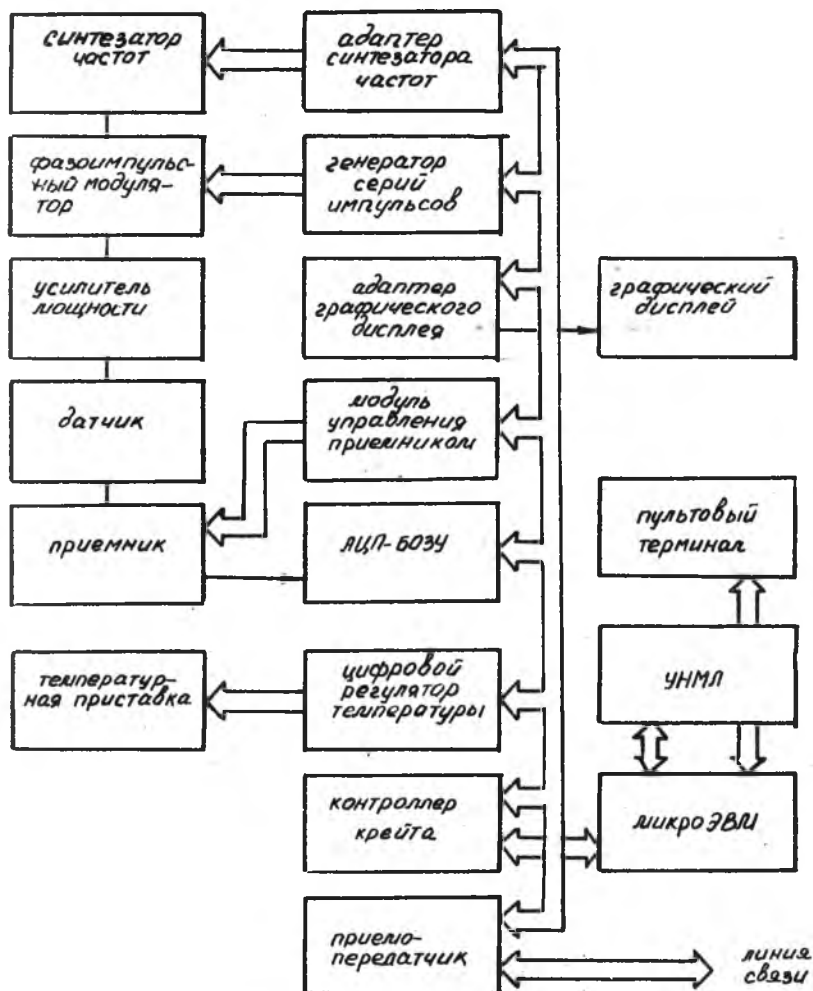 синтезатор
частот
адаптер
синтезатора
частот
фазоимпульс-
ный модуля-
тор
генератор
серий
импульсов
усилитель
мощности
адаптер
графического
дисплея
графический
дисплей
датчик
модуль
управления
приемником
приемник
АЦП-БОЗУ
пультовый
терминал
температур-
ная приставка
цифровой
регулятор
температуры
УНМЛ
контроллер
крейта
микроЭВМ
приемо-
передатчик
линия
связи